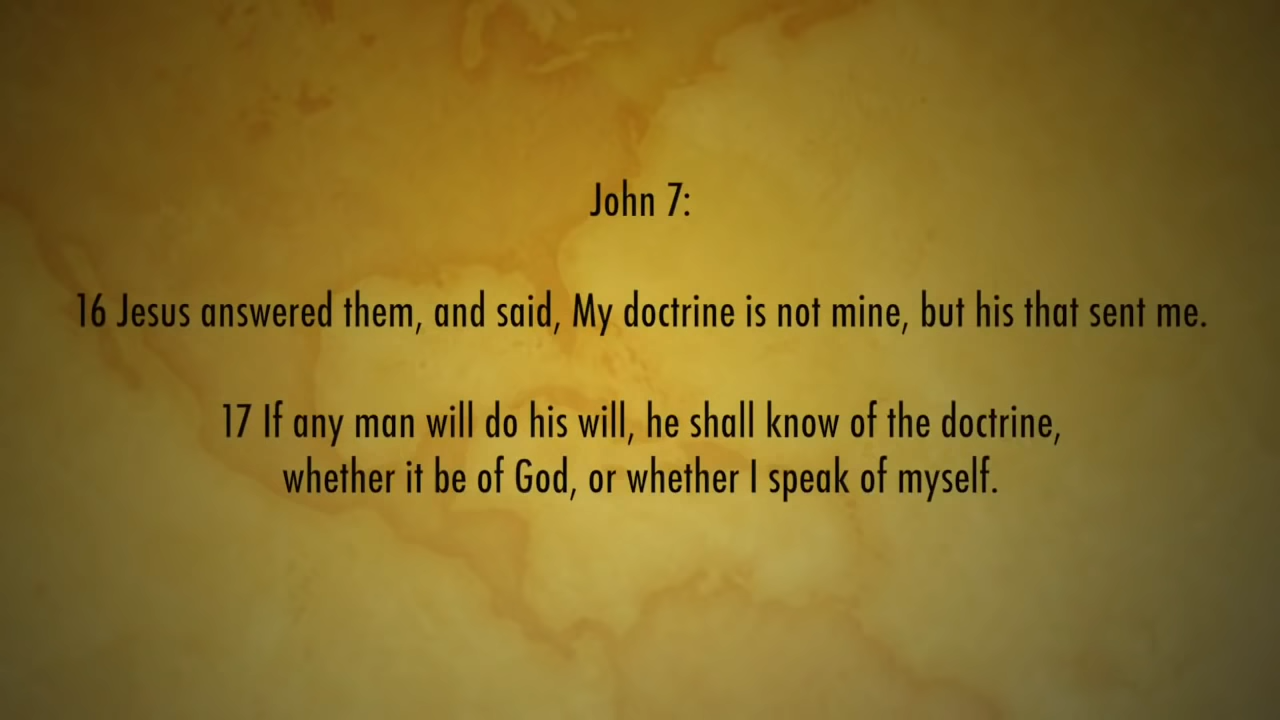 John 7:
16 Jesus answered them, and said, My doctrine is not mine, but his that sent me.
17 If any man will do his will, he shall know of the doctrine,
whether it be of God, or whether I speak of myself.